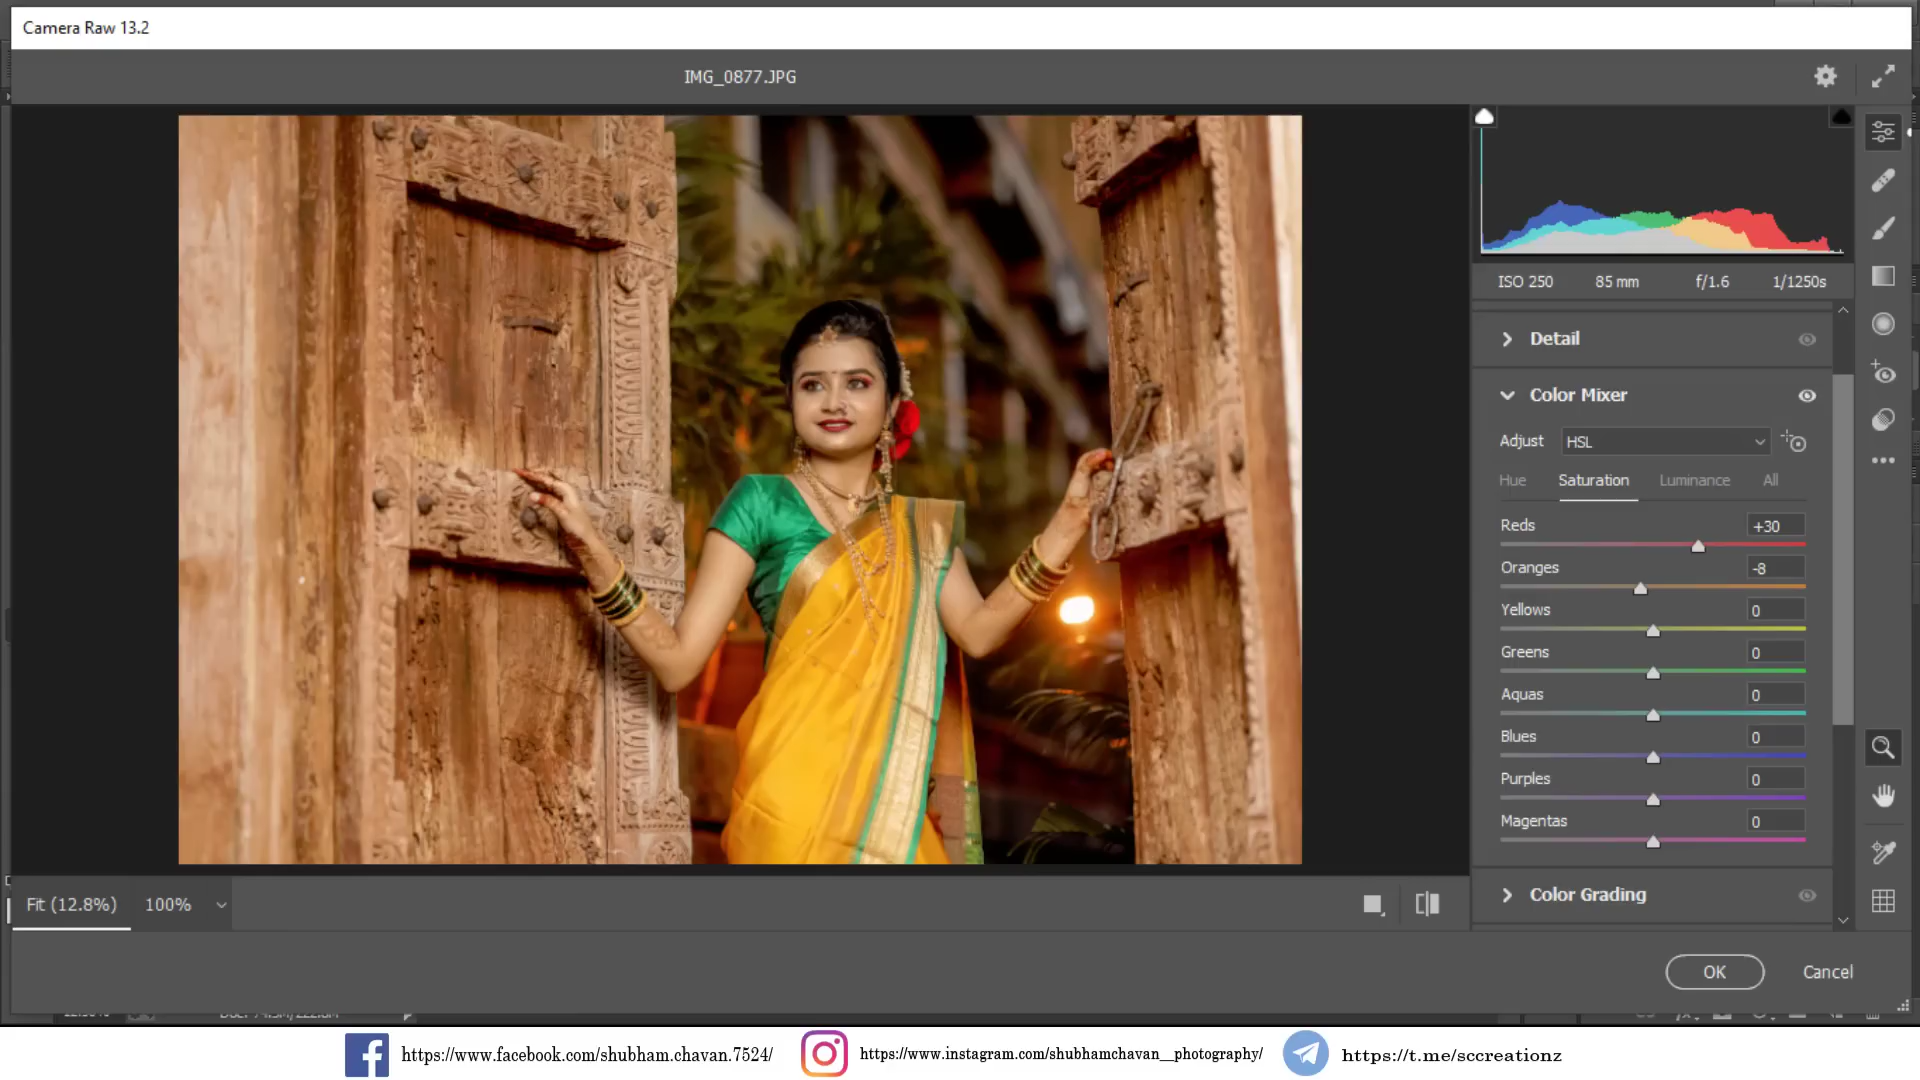 Camera Raw 13.2
IMG_0877.JPG
ISO 250 85 mm f/1.6 1/1250s
Detail
Color Mixer
Adjust HSL
Hue Saturation Luminance All
Reds +30
Oranges -8
Yellows 0
Greens 0
Aquas 0
Blues 0
Purples 0
Magentas 0
Color Grading
Fit (12.8%) 100%
OK Cancel
https://www.facebook.com/shubham.chavan.7524/ https://www.instagram.com/shubhamchavan__photography/ https://t.me/sccreationz